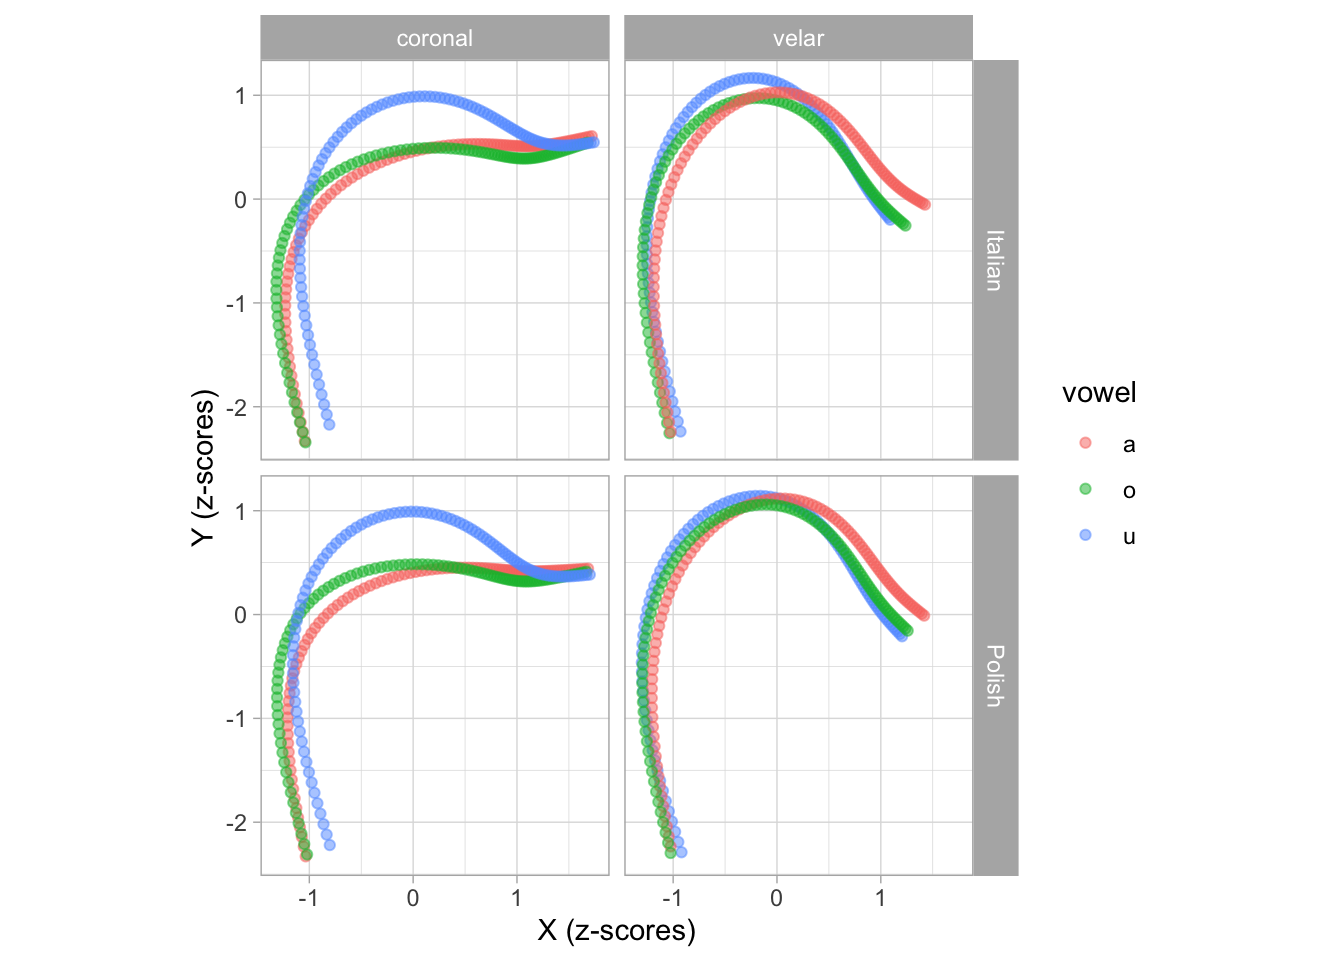 coronal
velar
1
0
-1
-2
Italian
1
0
-1
-2
Polish
-1
0
1
-1
0
1
X (z-scores)
Y (z-scores)
vowel
a
o
u